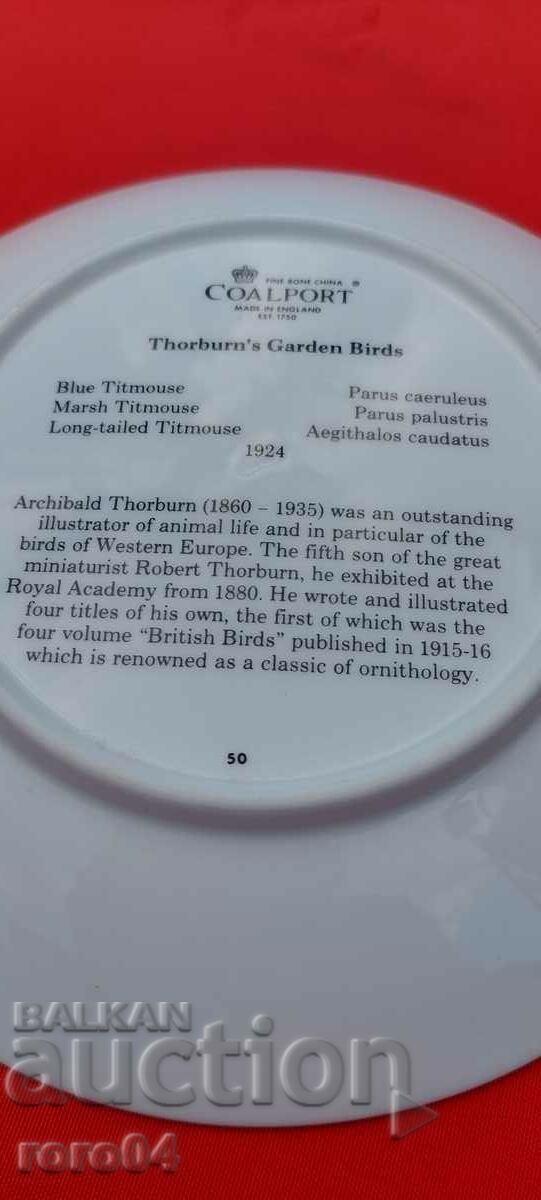 FINE BONE CHINA ®
COALPORT
MADE IN ENGLAND
EST. 1750
Thorburn's Garden Birds
Blue Titmouse Parus caeruleus
Marsh Titmouse Parus palustris
Long-tailed Titmouse Aegithalos caudatus
1924
Archibald Thorburn (1860 – 1935) was an outstanding
illustrator of animal life and in particular of the
birds of Western Europe. The fifth son of the great
miniaturist Robert Thorburn, he exhibited at the
Royal Academy from 1880. He wrote and illustrated
four titles of his own, the first of which was the
four volume “British Birds” published in 1915-16
which is renowned as a classic of ornithology.
50
BALKAN
auction
roro04